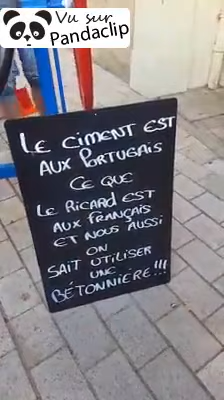 Vu sur
Pandaclip
LE CIMENT EST
AUX PORTUGAIS
CE QUE
LE RICARD EST
AUX FRANÇAIS
ET NOUS AUSSI
ON
SAIT UTILISER
UNE
BÉTONNIÈRE!!!